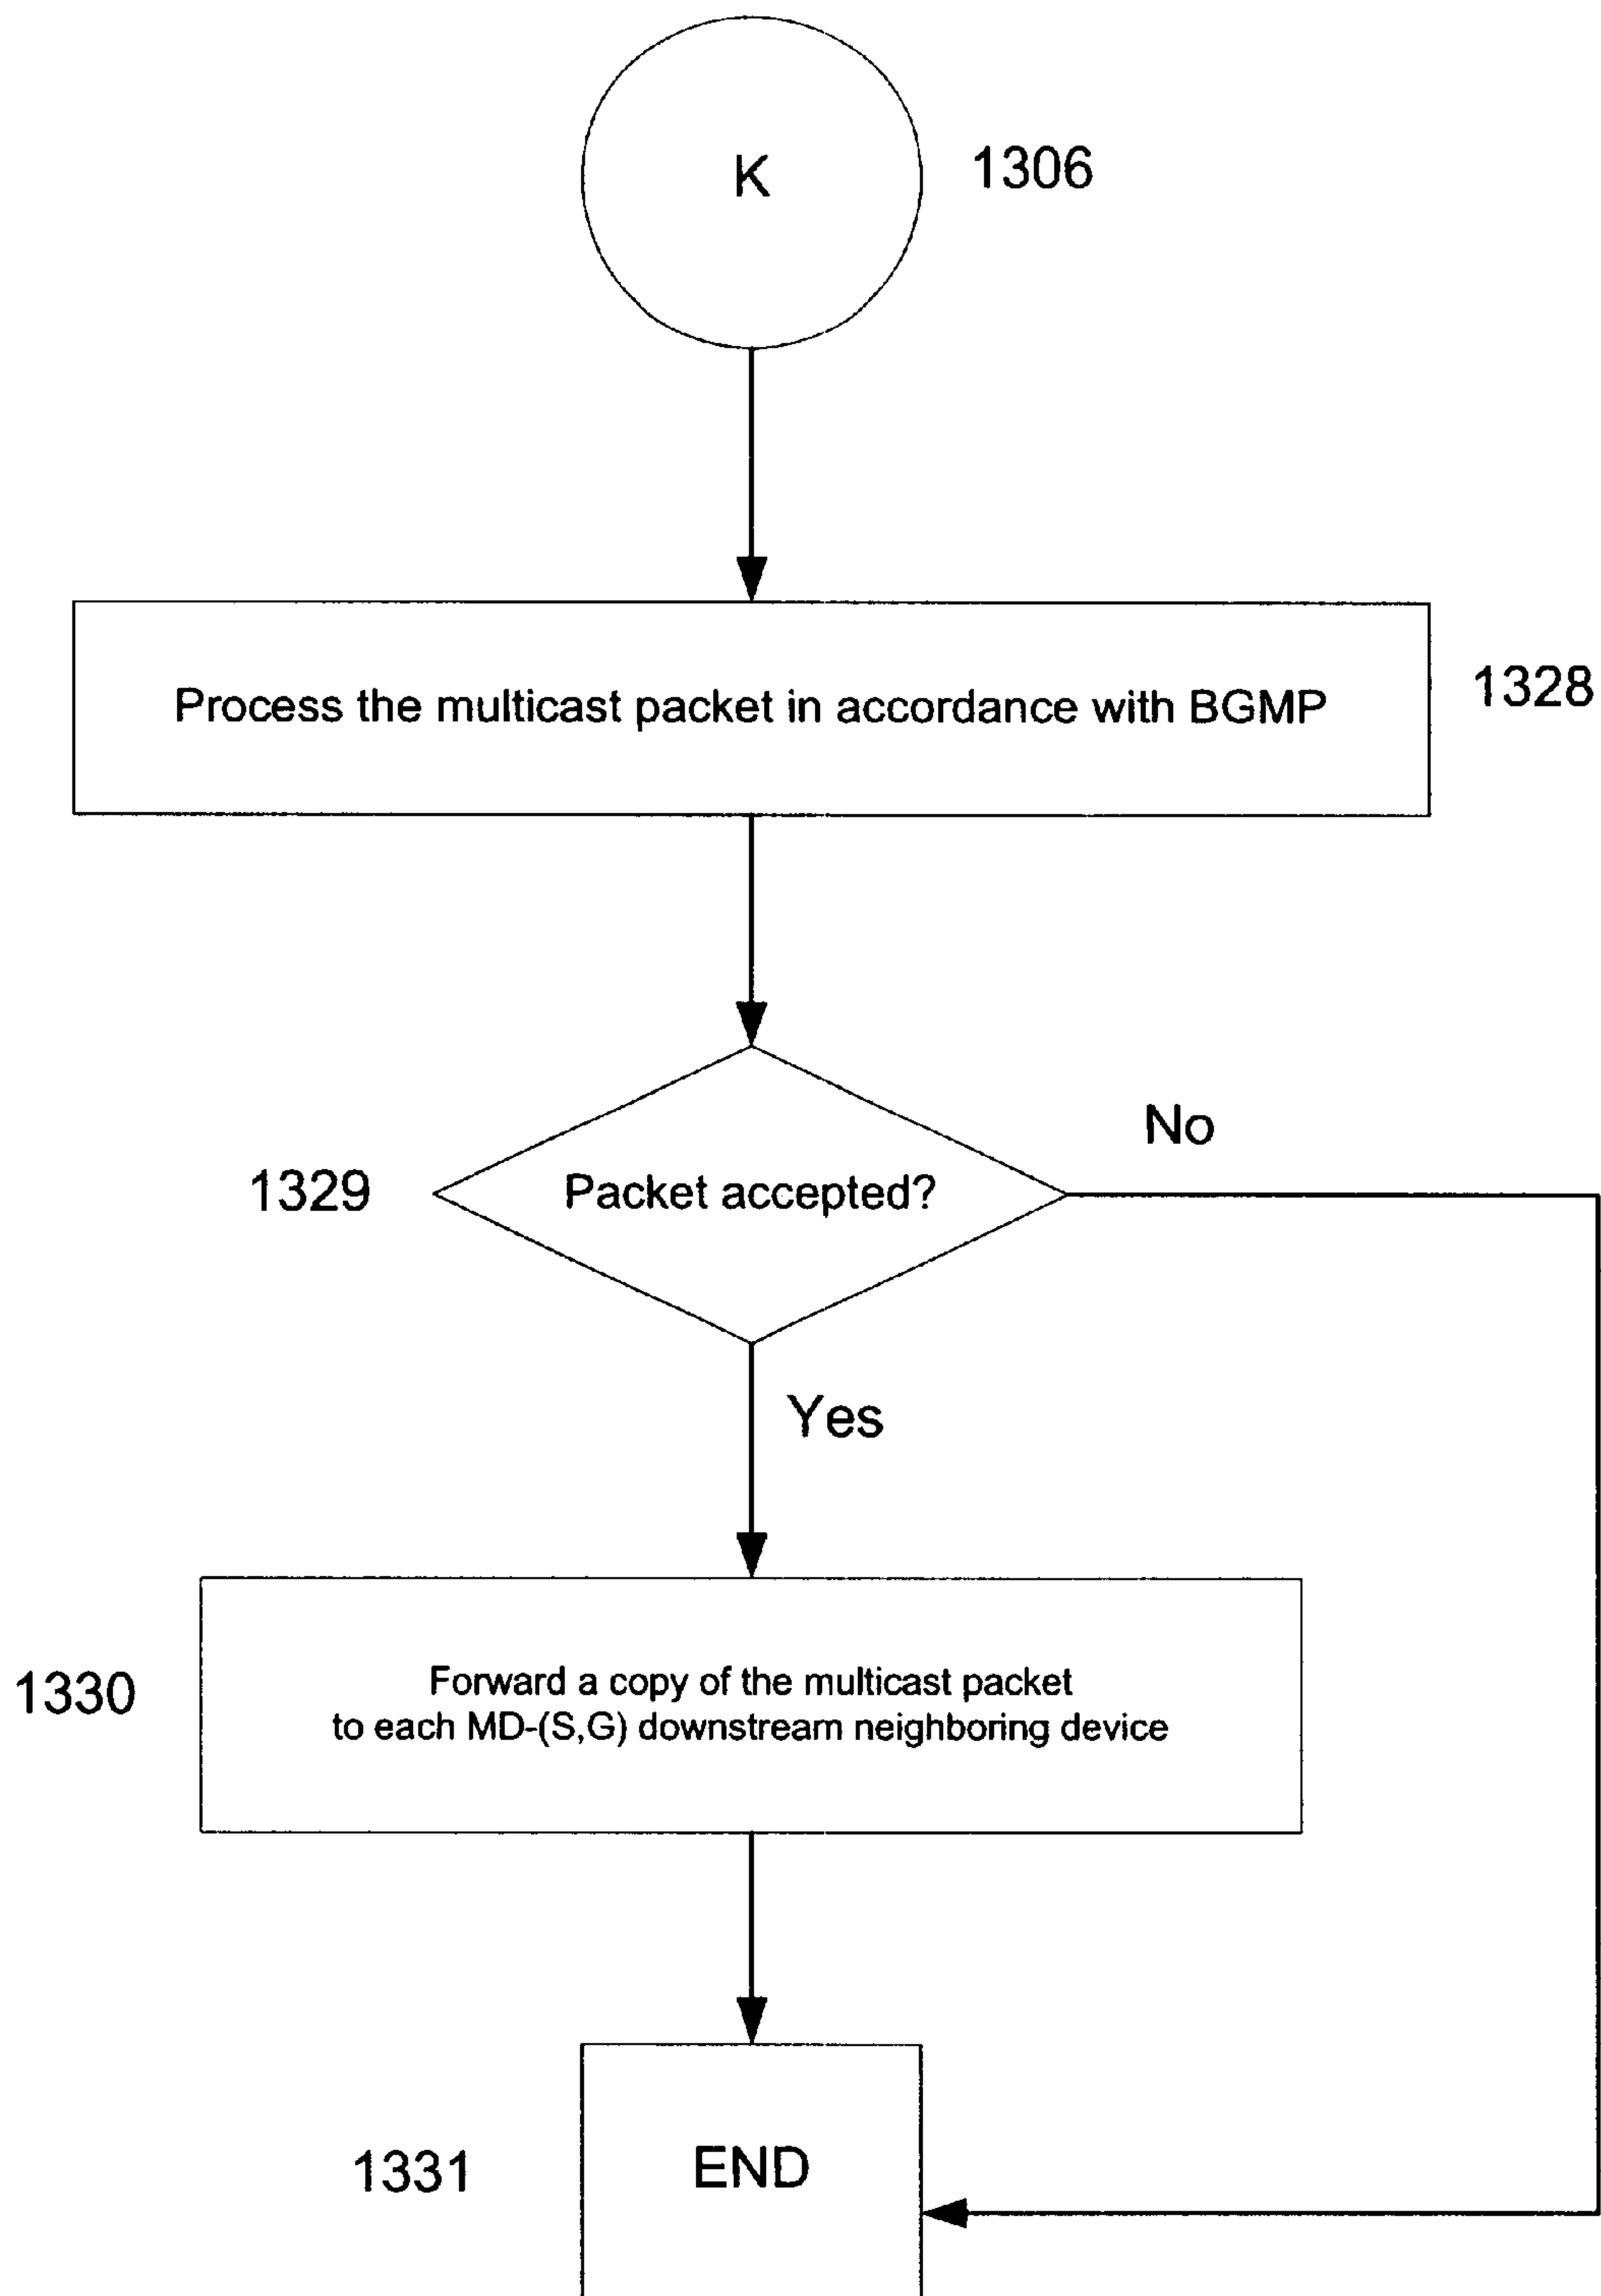 K
1306
Process the multicast packet in accordance with BGMP
1328
No
1329
Packet accepted?
Yes
Forward a copy of the multicast packet
1330
to each MD-(S,G) downstream neighboring device
1331
END